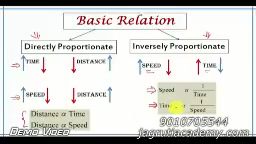 Basic Relation
Directly Proportionate
Inversely Proportionate
TIME DISTANCE
SPEED TIME
SPEED DISTANCE
Distance α Time
Distance α Speed
Speed α 1/Time
Time α 1/Speed
9010705544
Demo Video
jagrutiacademy.com